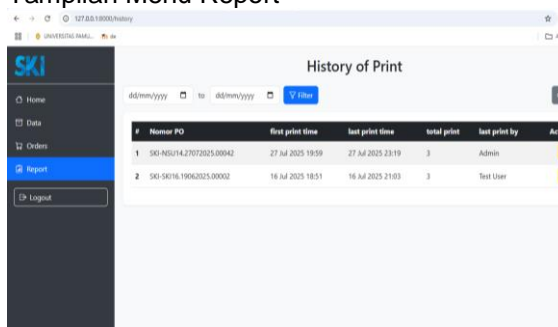 Tampilan Menu Report
127.0.0.1:8000/history
UNIVERSITAS PAMU...
de
SKI
History of Print
Home
dd/mm/yyyy to dd/mm/yyyy Filter
Data
Orders
# Nomor PO first print time last print time total print last print by Ac
1 SKI-NSU14.27072025.00042 27 Jul 2025 19:59 27 Jul 2025 23:19 3 Admin
Report
2 SKI-SKI16.19062025.00002 16 Jul 2025 18:51 16 Jul 2025 21:03 3 Test User
Logout